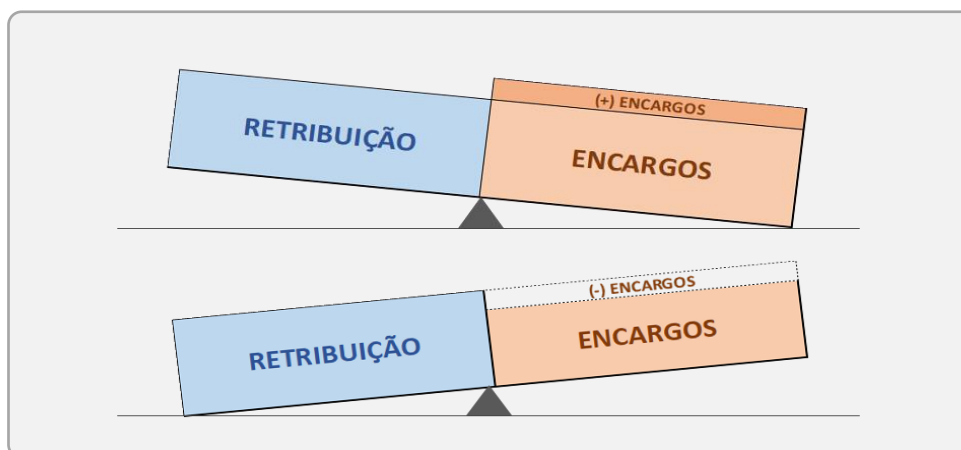 (+) ENCARGOS
RETRIBUIÇÃO
ENCARGOS
(-) ENCARGOS
RETRIBUIÇÃO
ENCARGOS